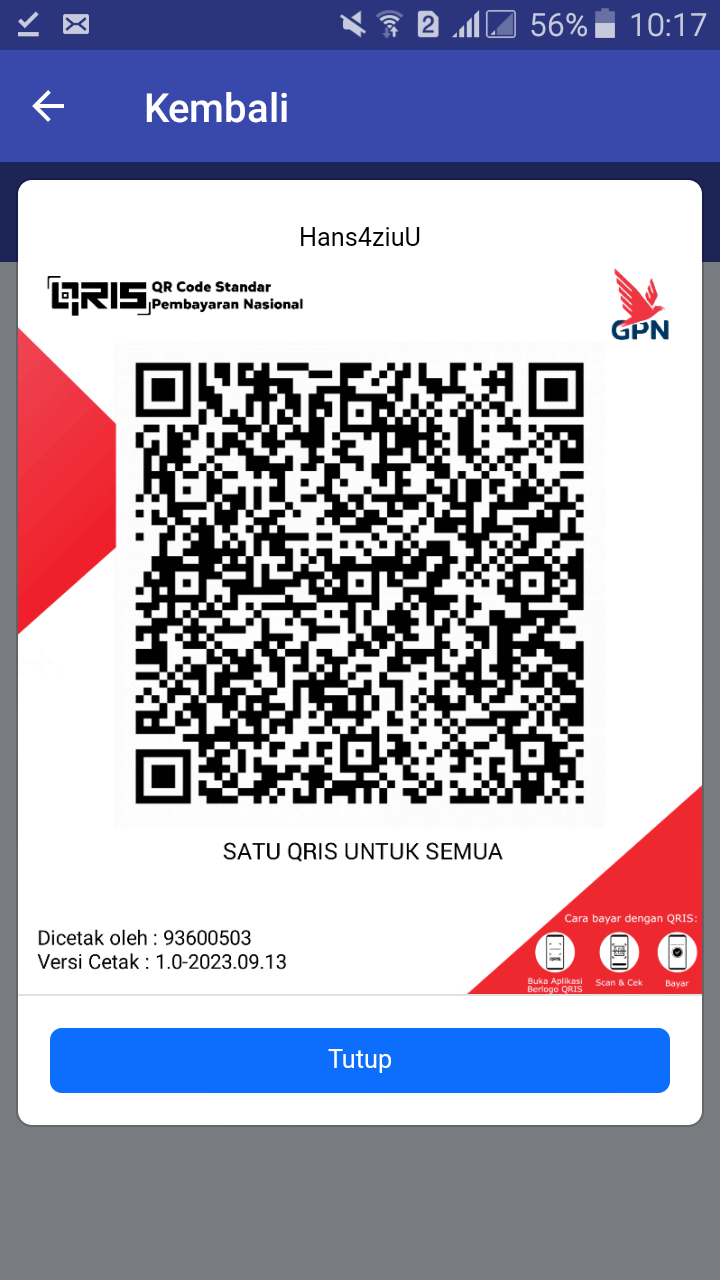 2
56%
10:17
Kembali
Hans4ziuU
QRIS
QR Code Standar
Pembayaran Nasional
GPN
SATU QRIS UNTUK SEMUA
Dicetak oleh : 93600503
Versi Cetak : 1.0-2023.09.13
Cara bayar dengan QRIS:
Buka Aplikasi
Berlogo QRIS
Scan & Cek
Bayar
Tutup